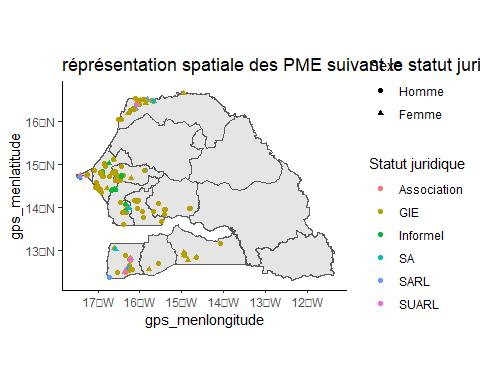 réprésentation spatiale des PME suivant le statut juri
Sexe
Homme
Femme
Statut juridique
Association
GIE
Informel
SA
SARL
SUARL
gps_menlatitude
16□N
15□N
14□N
13□N
17□W
16□W
15□W
14□W
13□W
12□W
gps_menlongitude